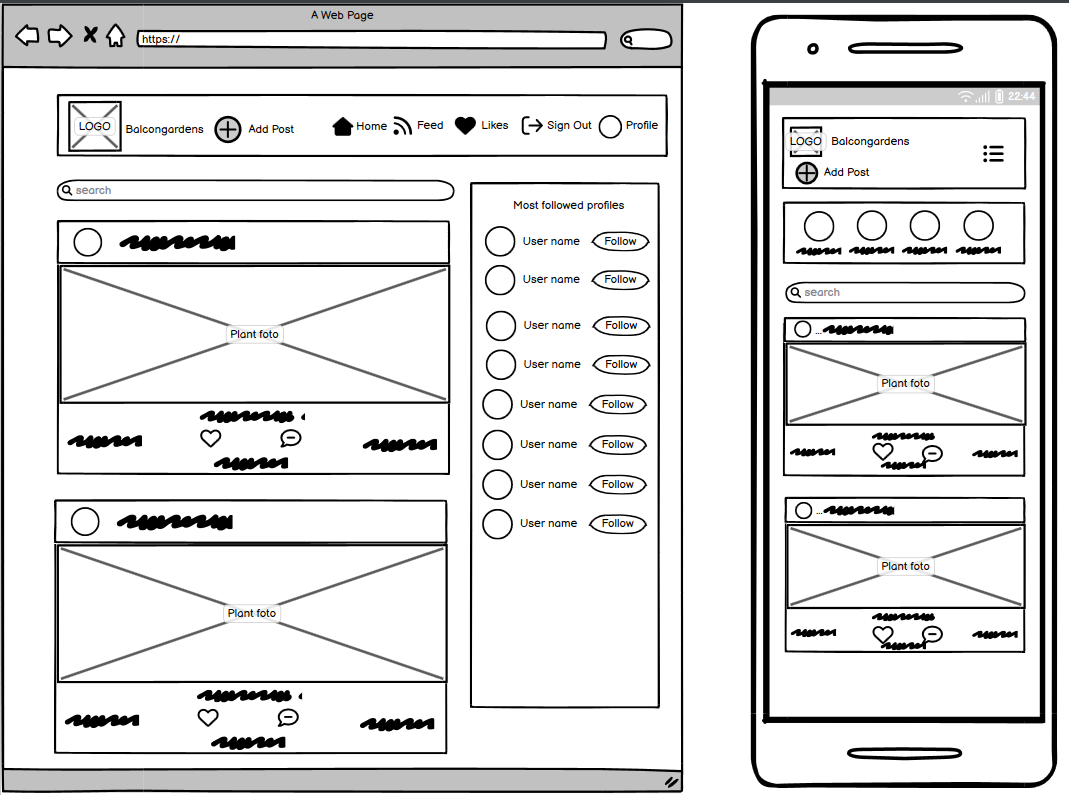 A Web Page
https://
LOGO Balcongardens Add Post Home Feed Likes Sign Out Profile
search
Most followed profiles
User name Follow
User name Follow
User name Follow
User name Follow
User name Follow
User name Follow
User name Follow
User name Follow
Plant foto
Plant foto
22:44
LOGO Balcongardens
Add Post
search
...
Plant foto
...
Plant foto